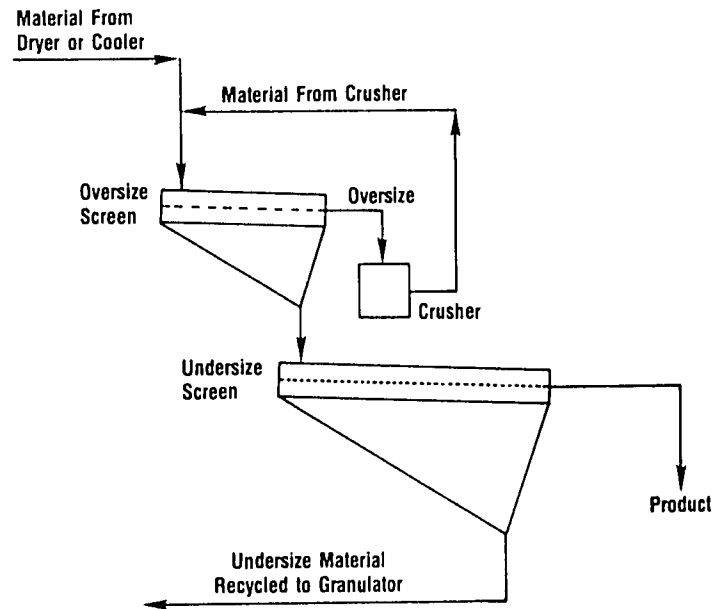 Material From
Dryer or Cooler
Material From Crusher
Oversize
Screen
Oversize
Crusher
Undersize
Screen
Product
Undersize Material
Recycled to Granulator